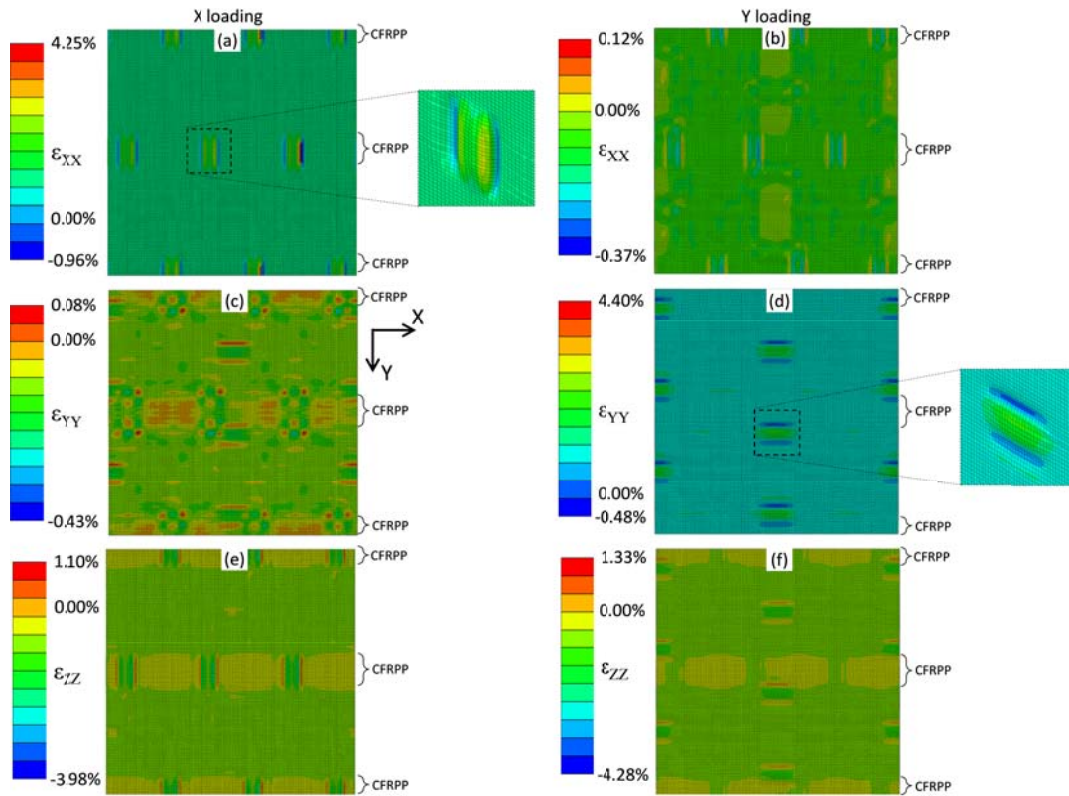 X loading
Y loading
4.25%
εXX
0.00%
-0.96%
(a)
CFRPP
CFRPP
CFRPP
0.12%
0.00%
εXX
-0.37%
(b)
CFRPP
CFRPP
CFRPP
0.08%
0.00%
εYY
-0.43%
(c)
X
Y
CFRPP
CFRPP
CFRPP
4.40%
εYY
0.00%
-0.48%
(d)
CFRPP
CFRPP
CFRPP
1.10%
0.00%
εZZ
-3.98%
(e)
CFRPP
CFRPP
CFRPP
1.33%
0.00%
εZZ
-4.28%
(f)
CFRPP
CFRPP
CFRPP